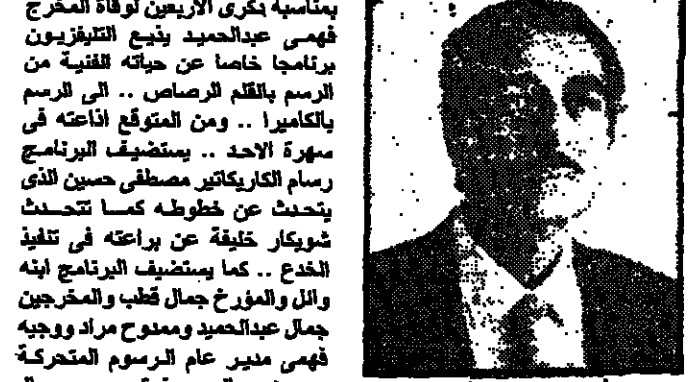 بمناسبة ذكرى الاربعين لوفاة المخرج
فهمى عبدالحميد يذيع التليفزيون
برنامجا خاصا عن حياته الفنية من
الرسم بالقلم الرصاص .. الى الرسم
بالكاميرا .. ومن المتوقع اذاعته فى
سهرة الاحد .. يستضيف البرنامج
رسام الكاريكاتير مصطفى حسين الذى
يتحدث عن خطوطه كما تتحدث
شويكار خليفة عن براعته فى تنفيذ
الخدع .. كما يستضيف البرنامج ابنه
وائل والمؤرخ جمال قطب والمخرجين
جمال عبدالحميد وممدوح مراد ووجيه
فهمى مدير عام الرسوم المتحركة